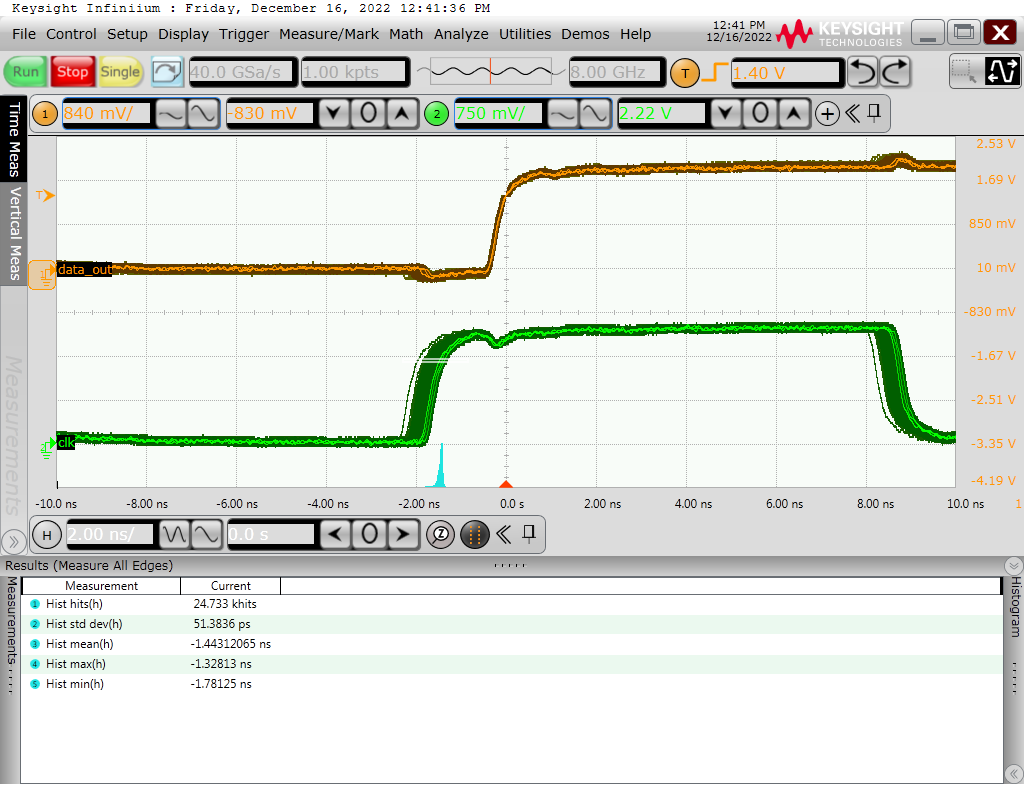 Keysight Infiniium : Friday, December 16, 2022 12:41:36 PM
File Control Setup Display Trigger Measure/Mark Math Analyze Utilities Demos Help
12:41 PM
12/16/2022
KEYSIGHT
TECHNOLOGIES
X
Run Stop Single 40.0 GSa/s 1.00 kpts 8.00 GHz T 1.40 V
1 840 mV/ -830 mV 0 2 750 mV/ 2.22 V 0
Time Meas
Vertical Meas
Measurements
T
2.53 V
1.69 V
850 mV
data_out
10 mV
-830 mV
-1.67 V
-2.51 V
clk
-3.35 V
-4.19 V
-10.0 ns -8.00 ns -6.00 ns -4.00 ns -2.00 ns 0.0 s 2.00 ns 4.00 ns 6.00 ns 8.00 ns 10.0 ns 1
H 2.00 ns/ 0.0 s 0 Z
Results (Measure All Edges)
Measurements
Histogram
Measurement Current
1 Hist hits(h) 24.733 khits
2 Hist std dev(h) 51.3836 ps
3 Hist mean(h) -1.44312065 ns
4 Hist max(h) -1.32813 ns
5 Hist min(h) -1.78125 ns